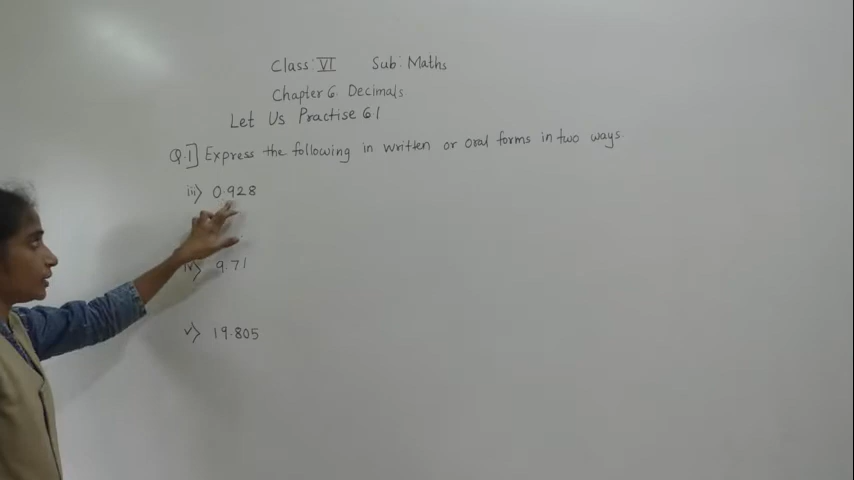 Class: VI Sub: Maths
Chapter 6: Decimals
Let Us Practise 6.1
Q.1] Express the following in written or oral forms in two ways.
iii) 0.928
iv) 9.71
v) 19.805